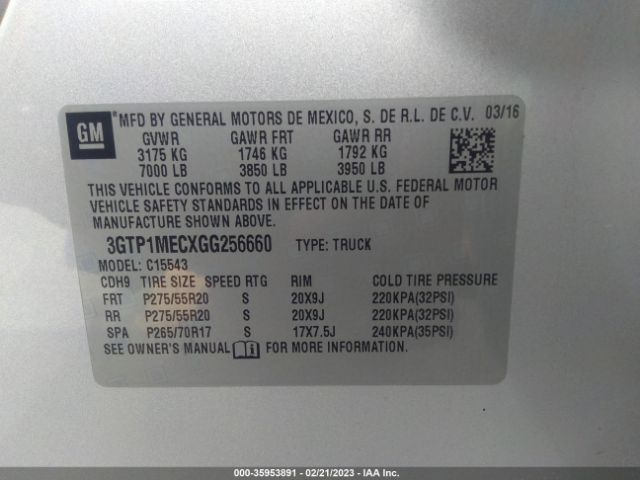 GM ® MFD BY GENERAL MOTORS DE MEXICO, S. DE R.L. DE C.V. 03/16
GVWR GAWR FRT GAWR RR
3175 KG 1746 KG 1792 KG
7000 LB 3850 LB 3950 LB
THIS VEHICLE CONFORMS TO ALL APPLICABLE U.S. FEDERAL MOTOR
VEHICLE SAFETY STANDARDS IN EFFECT ON THE DATE OF
MANUFACTURE SHOWN ABOVE.
3GTP1MECXGG256660 TYPE: TRUCK
MODEL: C15543
CDH9 TIRE SIZE SPEED RTG RIM COLD TIRE PRESSURE
FRT P275/55R20 S 20X9J 220KPA(32PSI)
RR P275/55R20 S 20X9J 220KPA(32PSI)
SPA P265/70R17 S 17X7.5J 240KPA(35PSI)
SEE OWNER'S MANUAL FOR MORE INFORMATION.
000-35953891 - 02/21/2023 - IAA Inc.